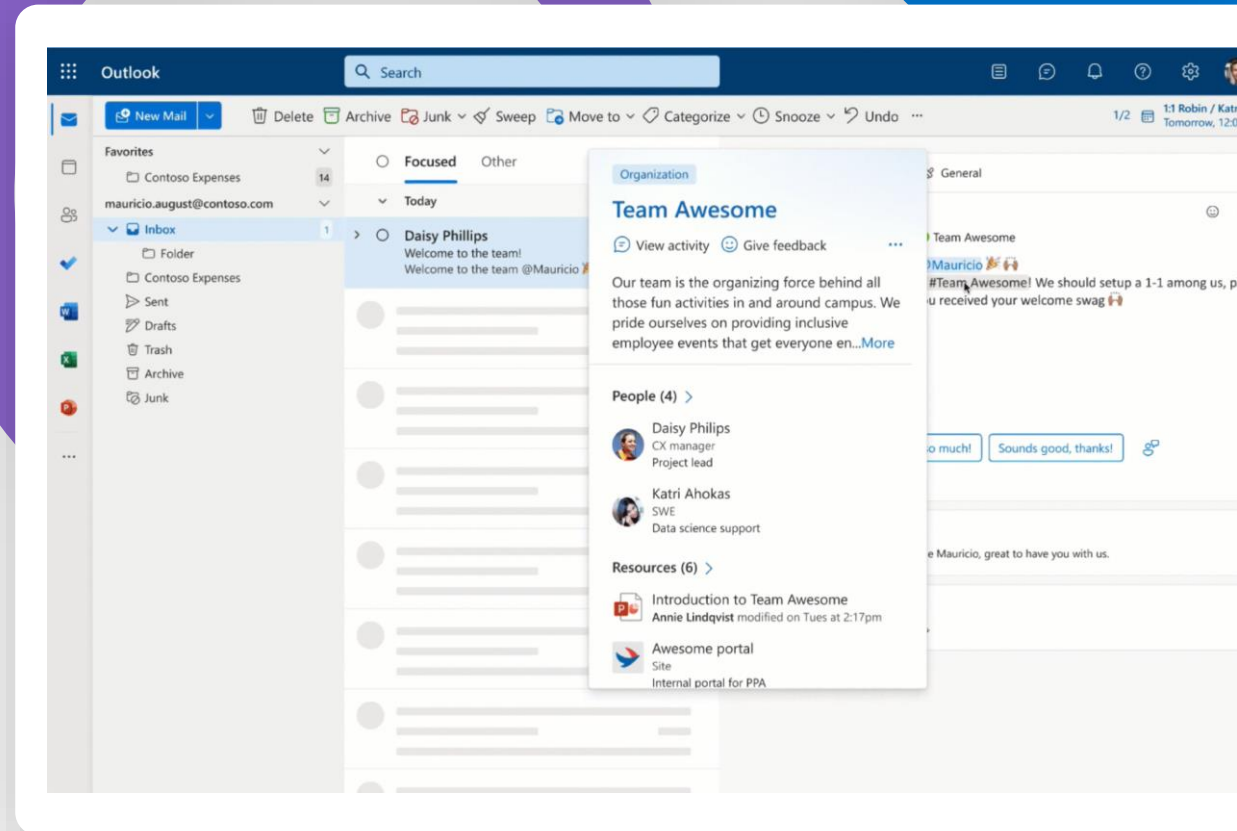 Outlook
Search
New Mail
Delete Archive Junk Sweep Move to Categorize Snooze Undo ...
1/2
1:1 Robin / Katr
Tomorrow, 12:0
Favorites
Contoso Expenses 14
mauricio.august@contoso.com
Inbox 1
Folder
Contoso Expenses
Sent
Drafts
Trash
Archive
Junk
Focused Other
Today
Daisy Phillips
Welcome to the team!
Welcome to the team @Mauricio
Organization
Team Awesome
View activity Give feedback ...
Our team is the organizing force behind all
those fun activities in and around campus. We
pride ourselves on providing inclusive
employee events that get everyone en...More
People (4) >
Daisy Philips
CX manager
Project lead
Katri Ahokas
SWE
Data science support
Resources (6) >
Introduction to Team Awesome
Annie Lindqvist modified on Tues at 2:17pm
Awesome portal
Site
Internal portal for PPA
General
Team Awesome
@Mauricio
#Team Awesome! We should setup a 1-1 among us, p
u received your welcome swag
so much!
Sounds good, thanks!
e Mauricio, great to have you with us.